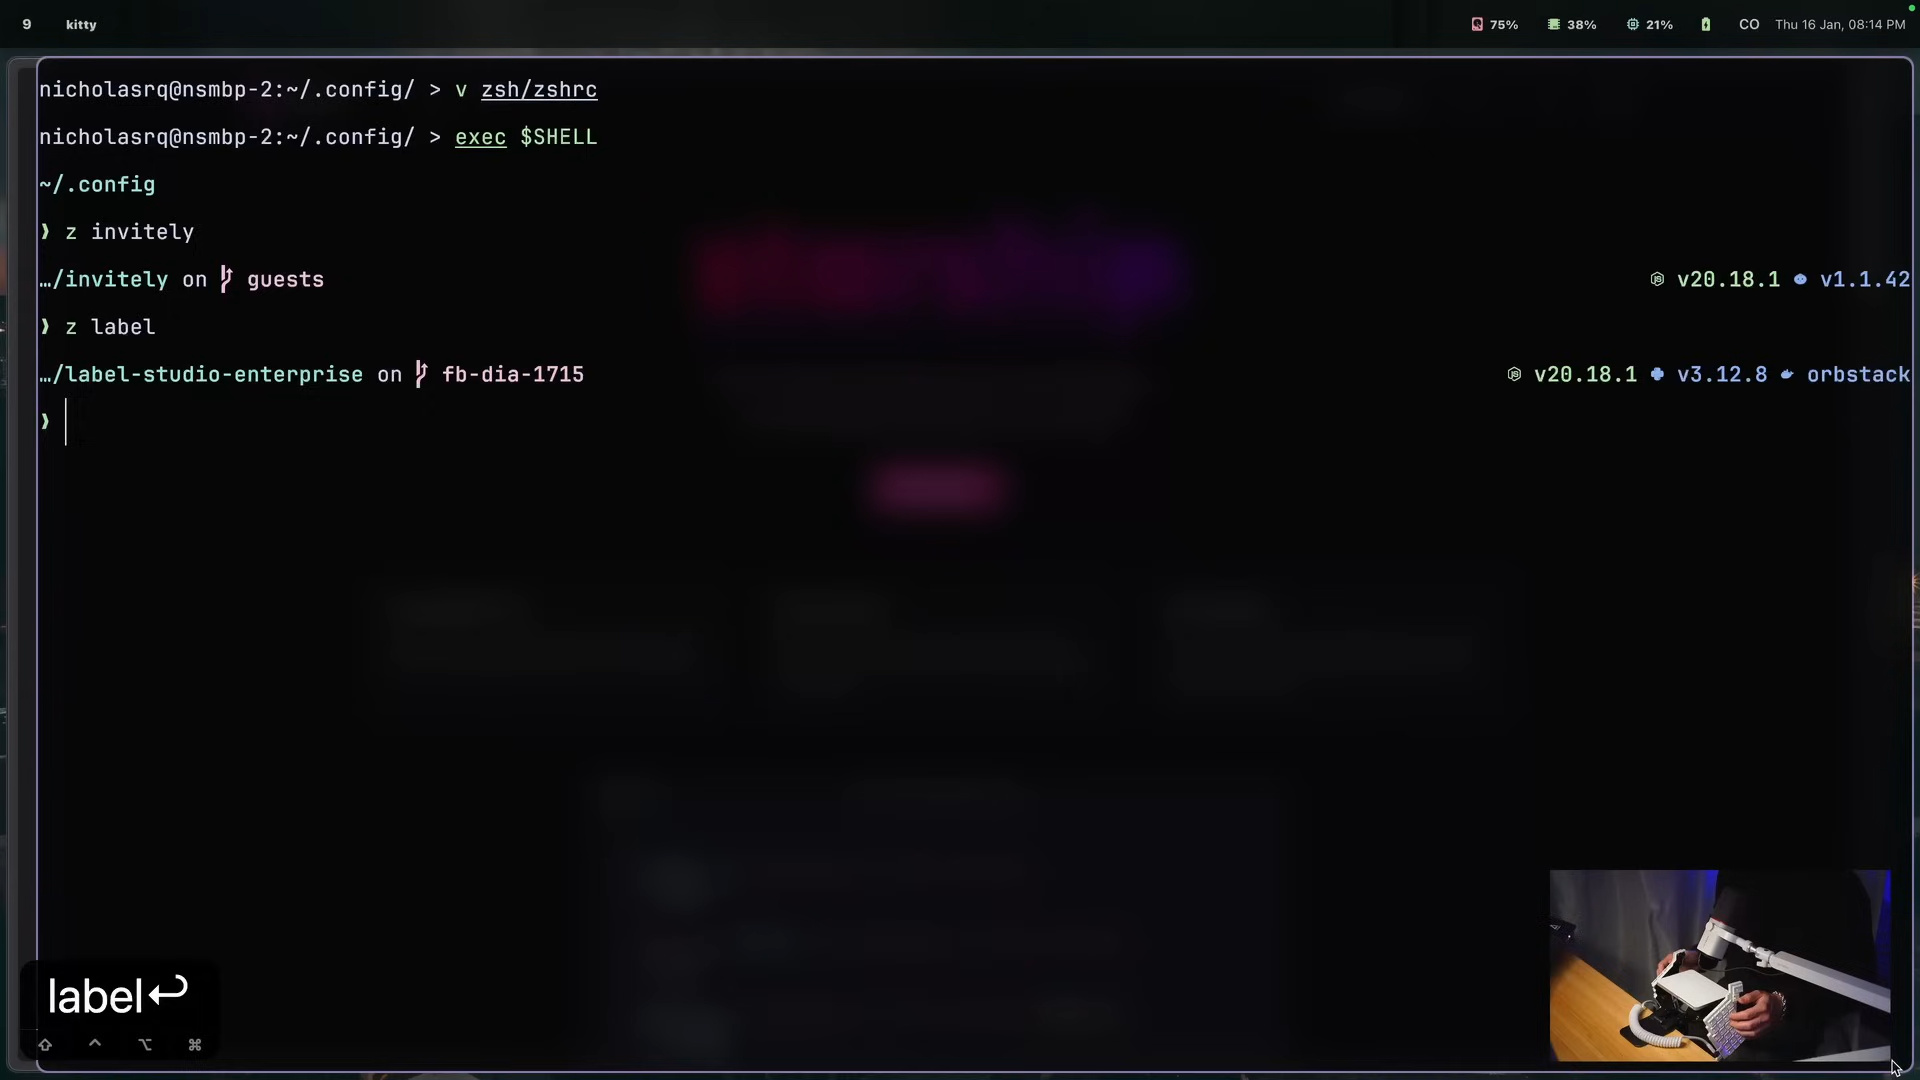 9 kitty 75% 38% 21% CO Thu 16 Jan, 08:14 PM
nicholasrq@nsmbp-2:~/.config/ > v zsh/zshrc
nicholasrq@nsmbp-2:~/.config/ > exec $SHELL
~/.config
❱ z invitely
…/invitely on guests v20.18.1 v1.1.42
❱ z label
…/label-studio-enterprise on fb-dia-1715 v20.18.1 v3.12.8 orbstack
❱
label↩
⇧ ^ ⌥ ⌘